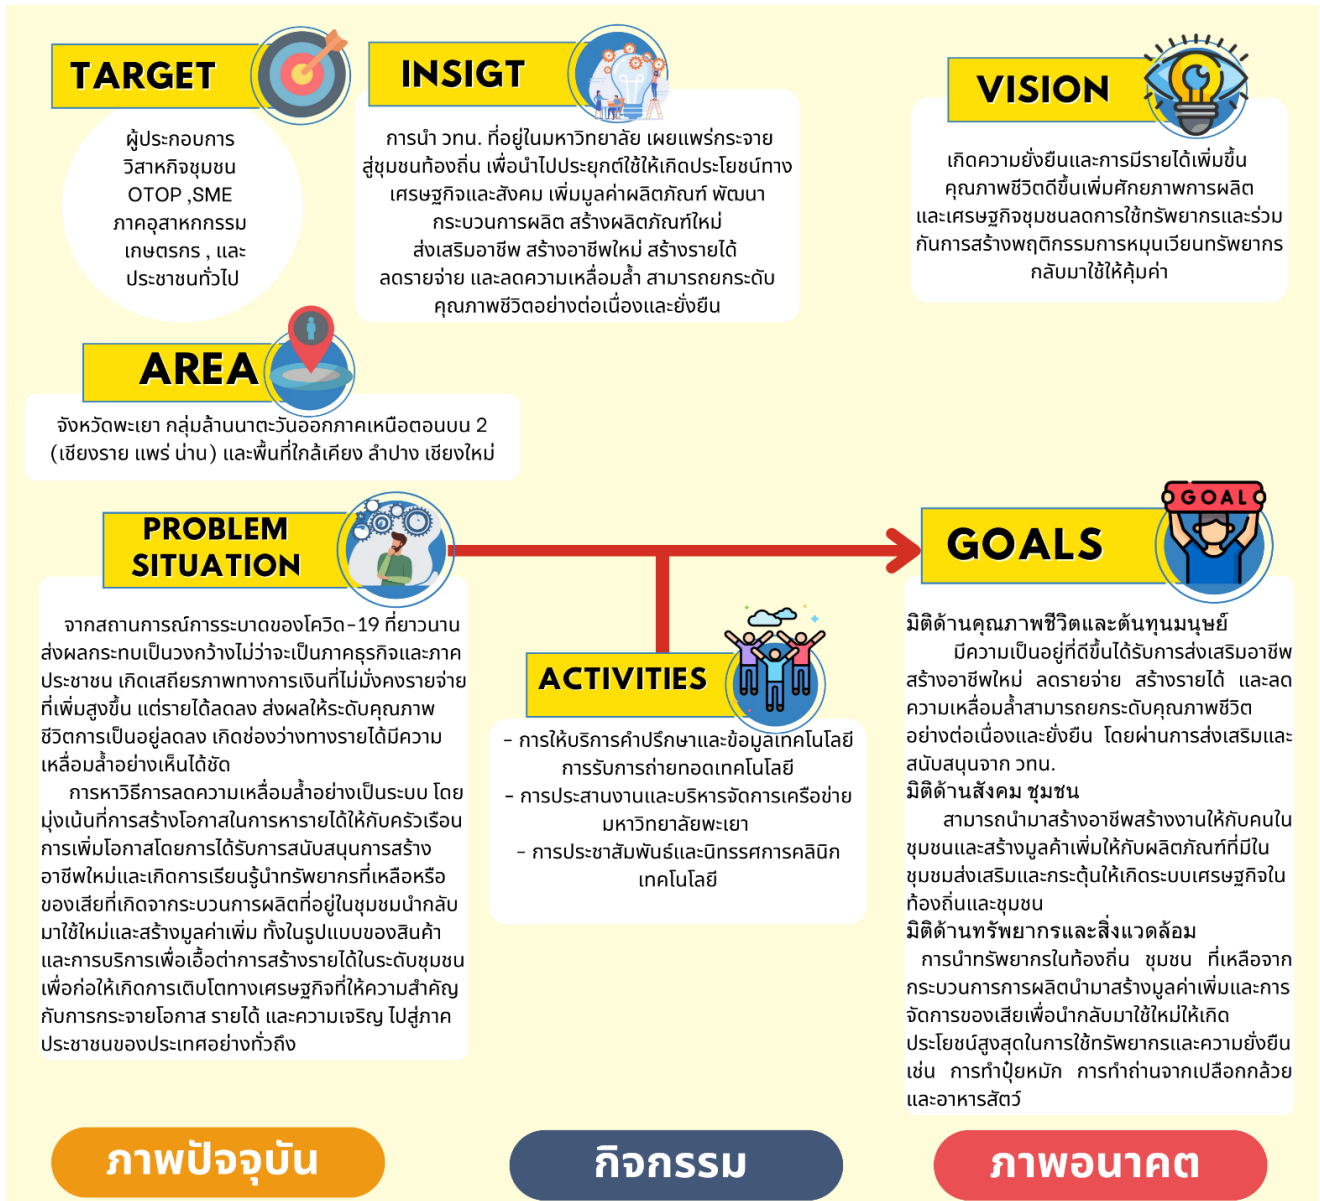 TARGET
ผู้ประกอบการ
วิสาหกิจชุมชน
OTOP ,SME
ภาคอุสาหกกรรม
เกษตรกร , และ
ประชาชนทั่วไป
INSIGT
การนำ วทน. ที่อยู่ในมหาวิทยาลัย เผยแพร่กระจาย
สู่ชุมชนท้องถิ่น เพื่อนำไปประยุกต์ใช้ให้เกิดประโยชน์ทาง
เศรษฐกิจและสังคม เพิ่มมูลค่าผลิตภัณฑ์ พัฒนา
กระบวนการผลิต สร้างผลิตภัณฑ์ใหม่
ส่งเสริมอาชีพ สร้างอาชีพใหม่ สร้างรายได้
ลดรายจ่าย และลดความเหลื่อมล้ำ สามารถยกระดับ
คุณภาพชีวิตอย่างต่อเนื่องและยั่งยืน
VISION
เกิดความยั่งยืนและการมีรายได้เพิ่มขึ้น
คุณภาพชีวิตดีขึ้นเพิ่มศักยภาพการผลิต
และเศรษฐกิจชุมชนลดการใช้ทรัพยากรและร่วม
กันการสร้างพฤติกรรมการหมุนเวียนทรัพยากร
กลับมาใช้ให้คุ้มค่า
AREA
จังหวัดพะเยา กลุ่มล้านนาตะวันออกภาคเหนือตอนบน 2
(เชียงราย แพร่ น่าน) และพื้นที่ใกล้เคียง ลำปาง เชียงใหม่
PROBLEM
SITUATION
จากสถานการณ์การระบาดของโควิด-19 ที่ยาวนาน
ส่งผลกระทบเป็นวงกว้างไม่ว่าจะเป็นภาคธุรกิจและภาค
ประชาชน เกิดเสถียรภาพทางการเงินที่ไม่มั่งคงรายจ่าย
ที่เพิ่มสูงขึ้น แต่รายได้ลดลง ส่งผลให้ระดับคุณภาพ
ชีวิตการเป็นอยู่ลดลง เกิดช่องว่างทางรายได้มีความ
เหลื่อมล้ำอย่างเห็นได้ชัด
การหาวิธีการลดความเหลื่อมล้ำอย่างเป็นระบบ โดย
มุ่งเน้นที่การสร้างโอกาสในการหารายได้ให้กับครัวเรือน
การเพิ่มโอกาสโดยการได้รับการสนับสนุนการสร้าง
อาชีพใหม่และเกิดการเรียนรู้นำทรัพยากรที่เหลือหรือ
ของเสียที่เกิดจากระบวนการผลิตที่อยู่ในชุมชนนำกลับ
มาใช้ใหม่และสร้างมูลค่าเพิ่ม ทั้งในรูปแบบของสินค้า
และการบริการเพื่อเอื้อต่าการสร้างรายได้ในระดับชุมชน
เพื่อก่อให้เกิดการเติบโตทางเศรษฐกิจที่ให้ความสำคัญ
กับการกระจายโอกาส รายได้ และความเจริญ ไปสู่ภาค
ประชาชนของประเทศอย่างทั่วถึง
ACTIVITIES
- การให้บริการคำปรึกษาและข้อมูลเทคโนโลยี
การรับการถ่ายทอดเทคโนโลยี
- การประสานงานและบริหารจัดการเครือข่าย
มหาวิทยาลัยพะเยา
- การประชาสัมพันธ์และนิทรรศการคลินิก
เทคโนโลยี
GOAL
GOALS
มิติด้านคุณภาพชีวิตและต้นทุนมนุษย์
มีความเป็นอยู่ที่ดีขึ้นได้รับการส่งเสริมอาชีพ
สร้างอาชีพใหม่ ลดรายจ่าย สร้างรายได้ และลด
ความเหลื่อมล้ำสามารถยกระดับคุณภาพชีวิต
อย่างต่อเนื่องและยั่งยืน โดยผ่านการส่งเสริมและ
สนับสนุนจาก วทน.
มิติด้านสังคม ชุมชน
สามารถนำมาสร้างอาชีพสร้างงานให้กับคนใน
ชุมชนและสร้างมูลค้าเพิ่มให้กับผลิตภัณฑ์ที่มีใน
ชุมชมส่งเสริมและกระตุ้นให้เกิดระบบเศรษฐกิจใน
ท้องถิ่นและชุมชน
มิติด้านทรัพยากรและสิ่งแวดล้อม
การนำทรัพยากรในท้องถิ่น ชุมชน ที่เหลือจาก
กระบวนการการผลิตนำมาสร้างมูลค่าเพิ่มและการ
จัดการของเสียเพื่อนำกลับมาใช้ใหม่ให้เกิด
ประโยชน์สูงสุดในการใช้ทรัพยากรและความยั่งยืน
เช่น การทำปุ๋ยหมัก การทำถ่านจากเปลือกกล้วย
และอาหารสัตว์
ภาพปัจจุบัน
กิจกรรม
ภาพอนาคต